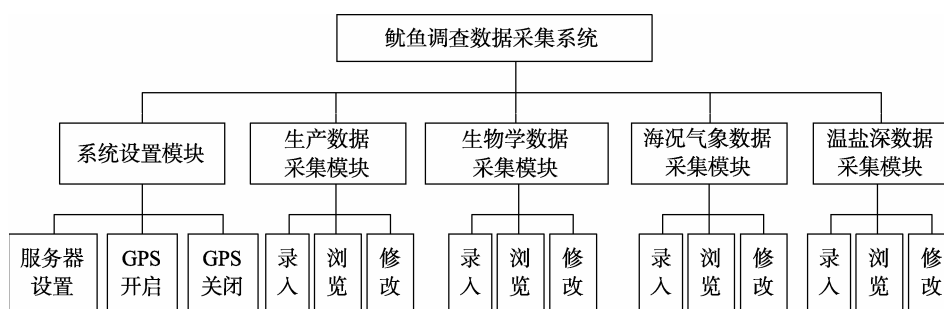 鱿鱼调查数据采集系统
系统设置模块
生产数据
采集模块
生物学数据
采集模块
海况气象数据
采集模块
温盐深数据
采集模块
服务器
设置
GPS
开启
GPS
关闭
录
入
浏
览
修
改
录
入
浏
览
修
改
录
入
浏
览
修
改
录
入
浏
览
修
改